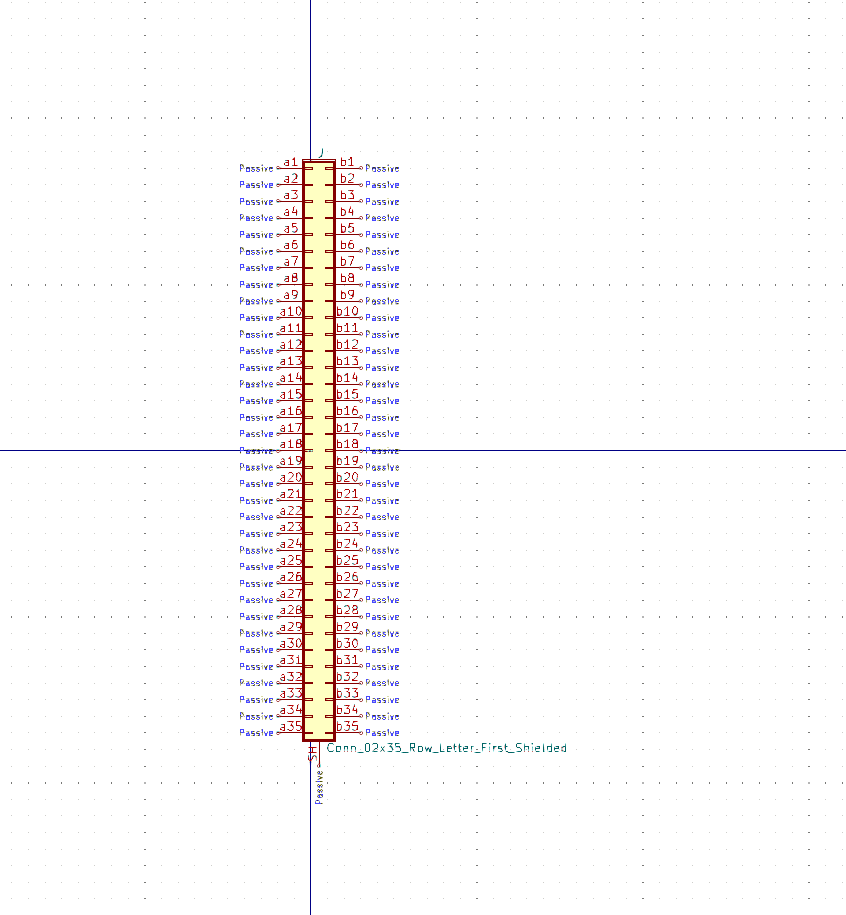 J
Passive a1 b1 Passive
Passive a2 b2 Passive
Passive a3 b3 Passive
Passive a4 b4 Passive
Passive a5 b5 Passive
Passive a6 b6 Passive
Passive a7 b7 Passive
Passive a8 b8 Passive
Passive a9 b9 Passive
Passive a10 b10 Passive
Passive a11 b11 Passive
Passive a12 b12 Passive
Passive a13 b13 Passive
Passive a14 b14 Passive
Passive a15 b15 Passive
Passive a16 b16 Passive
Passive a17 b17 Passive
Passive a18 b18 Passive
Passive a19 b19 Passive
Passive a20 b20 Passive
Passive a21 b21 Passive
Passive a22 b22 Passive
Passive a23 b23 Passive
Passive a24 b24 Passive
Passive a25 b25 Passive
Passive a26 b26 Passive
Passive a27 b27 Passive
Passive a28 b28 Passive
Passive a29 b29 Passive
Passive a30 b30 Passive
Passive a31 b31 Passive
Passive a32 b32 Passive
Passive a33 b33 Passive
Passive a34 b34 Passive
Passive a35 b35 Passive
SH Conn_02x35_Row_Letter_First_Shielded
Passive